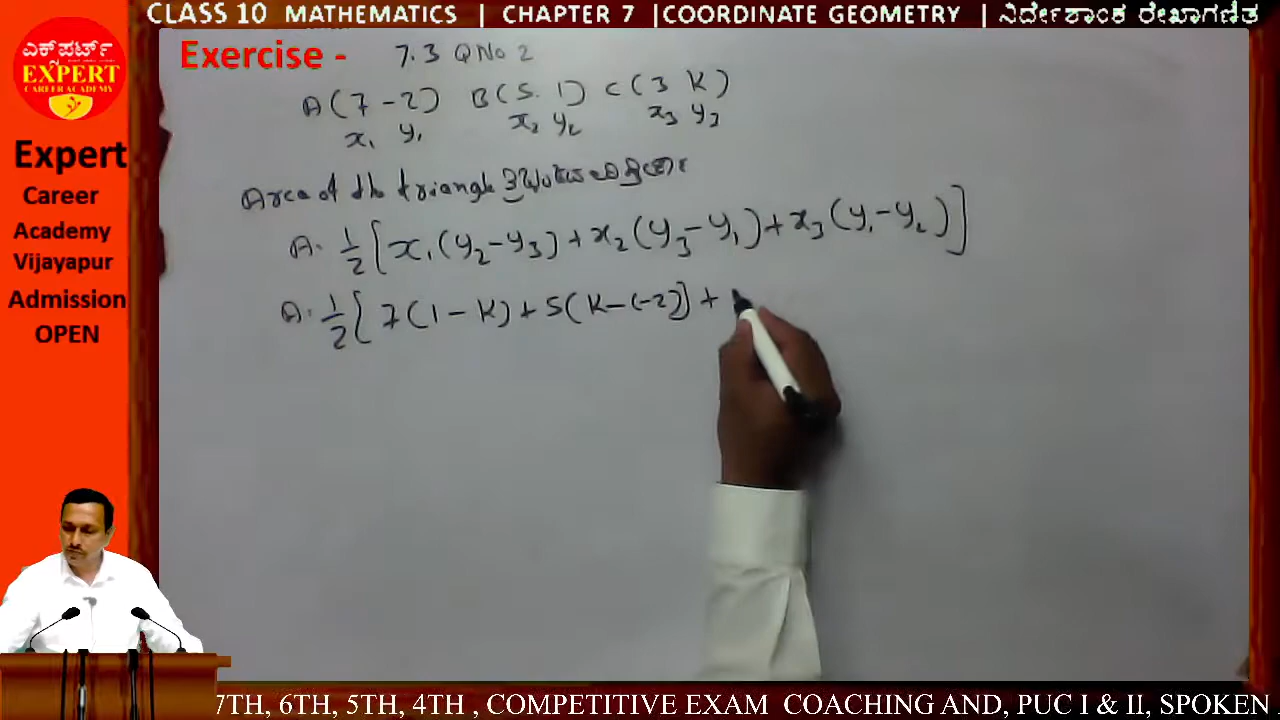 CLASS 10 MATHEMATICS | CHAPTER 7 |COORDINATE GEOMETRY | ನಿರ್ದೇಶಾಂಕ ರೇಖಾಗಣಿತ
ಎಕ್ಸ್‌ಪರ್ಟ್
EXPERT
CAREER ACADEMY
Expert
Career
Academy
Vijayapur
Admission
OPEN
Exercise - 7.3 Q No 2
A(7 -2) B(5. 1) C(3 K)
x₁ y₁ x₂ y₂ x₃ y₃
Area of the triangle
A. 1/2 [x₁(y₂-y₃)+x₂(y₃-y₁)+x₃(y₁-y₂)]
A. 1/2 [7(1-K)+5(K-(-2)]+
7TH, 6TH, 5TH, 4TH , COMPETITIVE EXAM COACHING AND, PUC I & II, SPOKEN